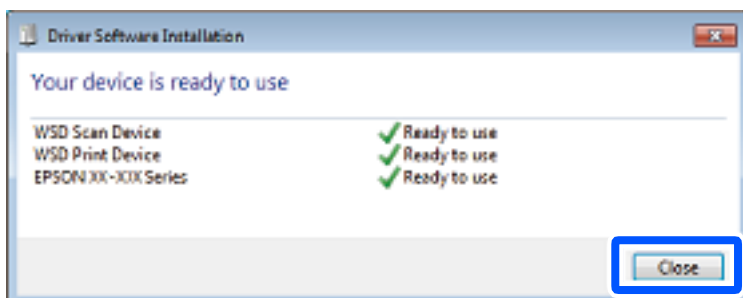 Driver Software Installation
Your device is ready to use
WSD Scan Device Ready to use
WSD Print Device Ready to use
EPSON XX-XXX Series Ready to use
Close